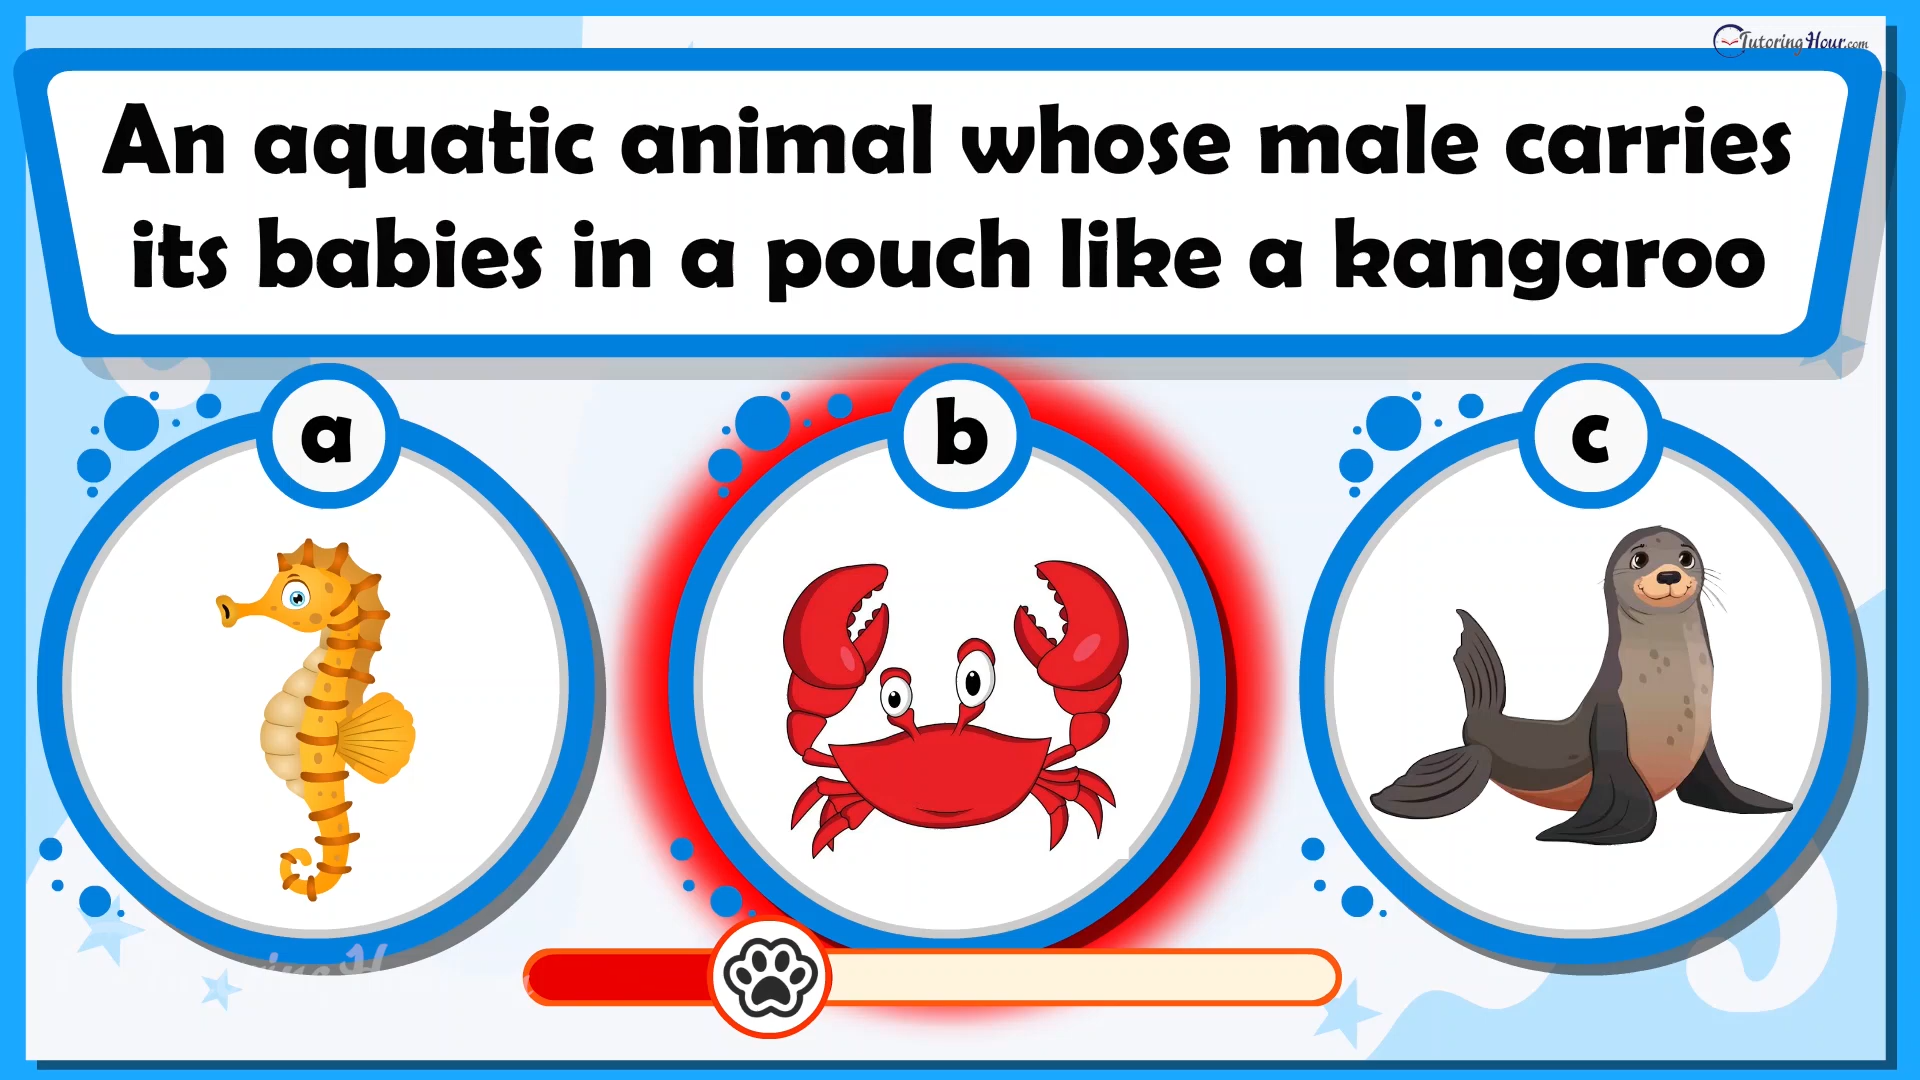 TutoringHour.com
An aquatic animal whose male carries
its babies in a pouch like a kangaroo
a
b
c